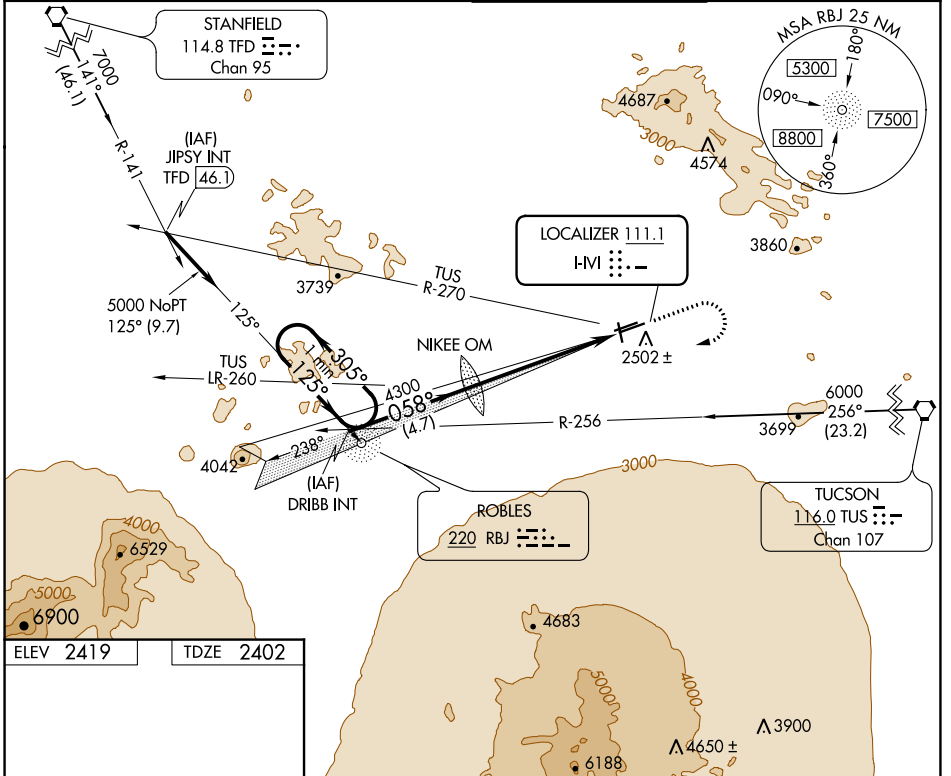 STANFIELD
114.8 TFD
Chan 95
7000
141°
(46.1)
R-141
(IAF)
JIPSY INT
TFD 46.1
5000 NoPT
125° (9.7)
125°
3739
TUS
R-270
TUS
LR-260
1 min
305°
125°
NIKEE OM
4300
058°
(4.7)
238°
4042
(IAF)
DRIBB INT
LOCALIZER 111.1
I-IVI
2502 ±
4687
3000
4574
3860
MSA RBJ 25 NM
180°
5300
090°
7500
8800
360°
R-256
6000
256°
(23.2)
3699
TUCSON
116.0 TUS
Chan 107
ROBLES
220 RBJ
3000
4000
6529
5000
6900
ELEV 2419
TDZE 2402
4683
5000
4000
3900
4650 ±
6188